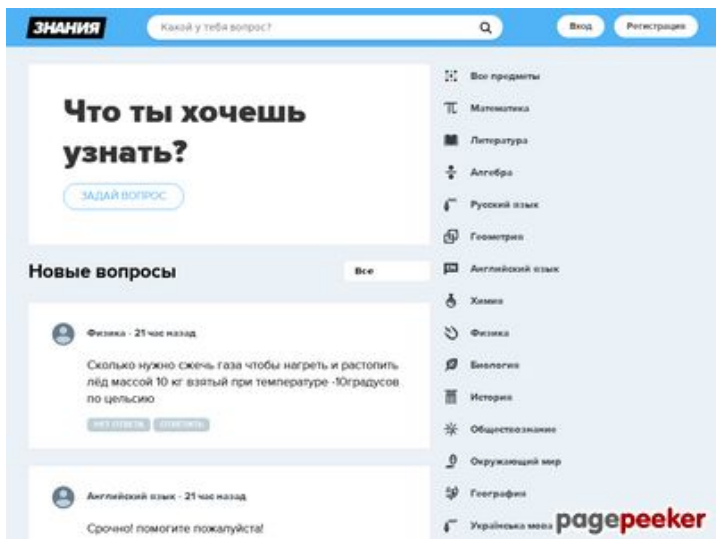 ЗНАНИЯ
Какой у тебя вопрос?
Вход
Регистрация
Что ты хочешь
узнать?
ЗАДАЙ ВОПРОС
Новые вопросы
Все
Физика - 21 час назад
Сколько нужно сжечь газа чтобы нагреть и растопить
лёд массой 10 кг взятый при температуре -10градусов
по цельсию
НЕТ ОТВЕТА
ОТВЕТИТЬ
Английский язык - 21 час назад
Срочно! помогите пожалуйста!
Все предметы
Математика
Литература
Алгебра
Русский язык
Геометрия
Английский язык
Химия
Физика
Биология
История
Обществознание
Окружающий мир
География
Українська мова
pagepeeker